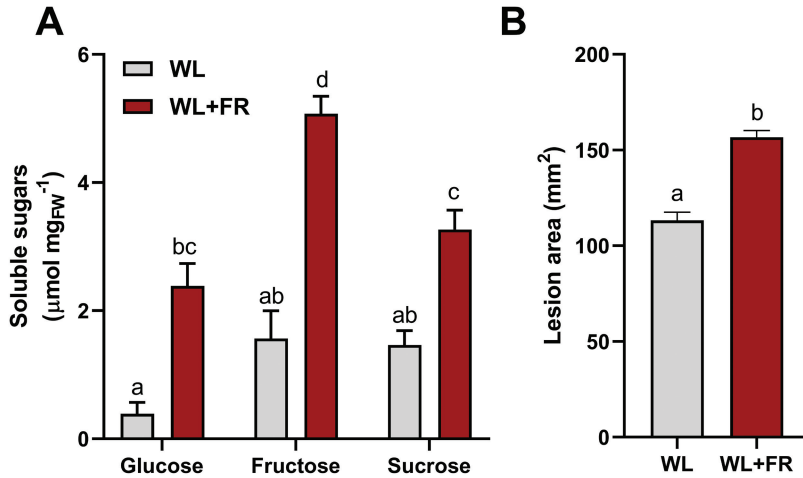 A
Soluble sugars
(μmol mg_FW⁻¹)
6
4
2
0
WL
WL+FR
a
bc
ab
d
ab
c
Glucose
Fructose
Sucrose
B
Lesion area (mm²)
200
150
100
50
0
a
b
WL
WL+FR